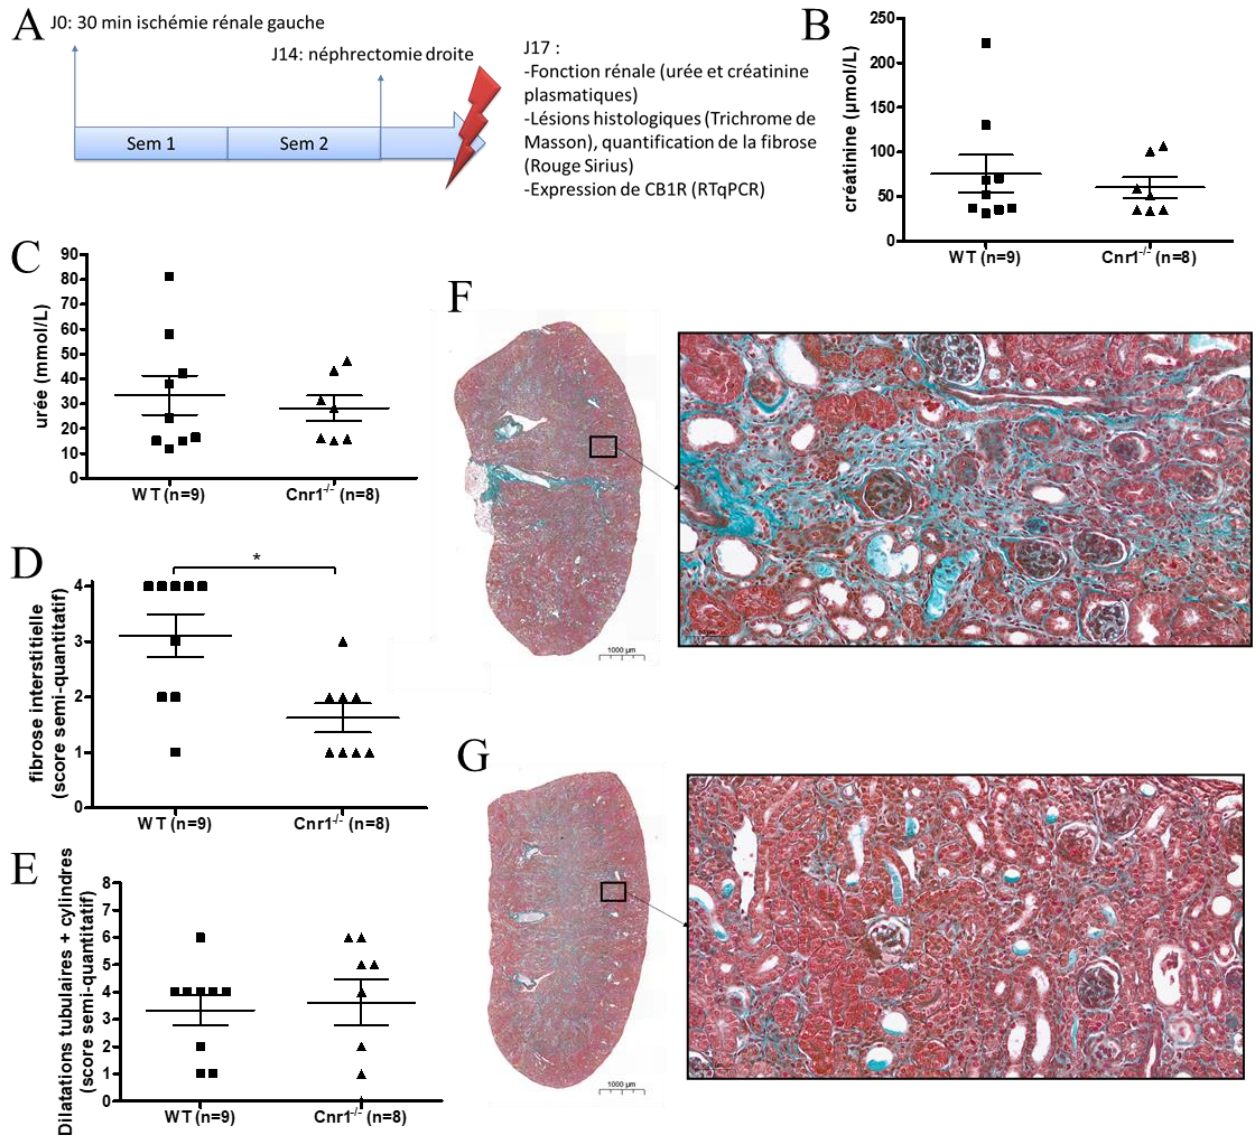 A
J0: 30 min ischémie rénale gauche
J14: néphrectomie droite
Sem 1
Sem 2
J17 :
-Fonction rénale (urée et créatinine
plasmatiques)
-Lésions histologiques (Trichrome de
Masson), quantification de la fibrose
(Rouge Sirius)
-Expression de CB1R (RTqPCR)
B
créatinine (µmol/L)
250
200
150
100
50
0
WT (n=9)
Cnr1-/- (n=8)
C
urée (mmol/L)
90
80
70
60
50
40
30
20
10
0
WT (n=9)
Cnr1-/- (n=8)
D
fibrose interstitielle
(score semi-quantitatif)
4
3
2
1
0
*
WT (n=9)
Cnr1-/- (n=8)
E
Dilatations tubulaires + cylindres
(score semi-quantitatif)
8
7
6
5
4
3
2
1
0
WT (n=9)
Cnr1-/- (n=8)
F
1000 µm
G
1000 µm